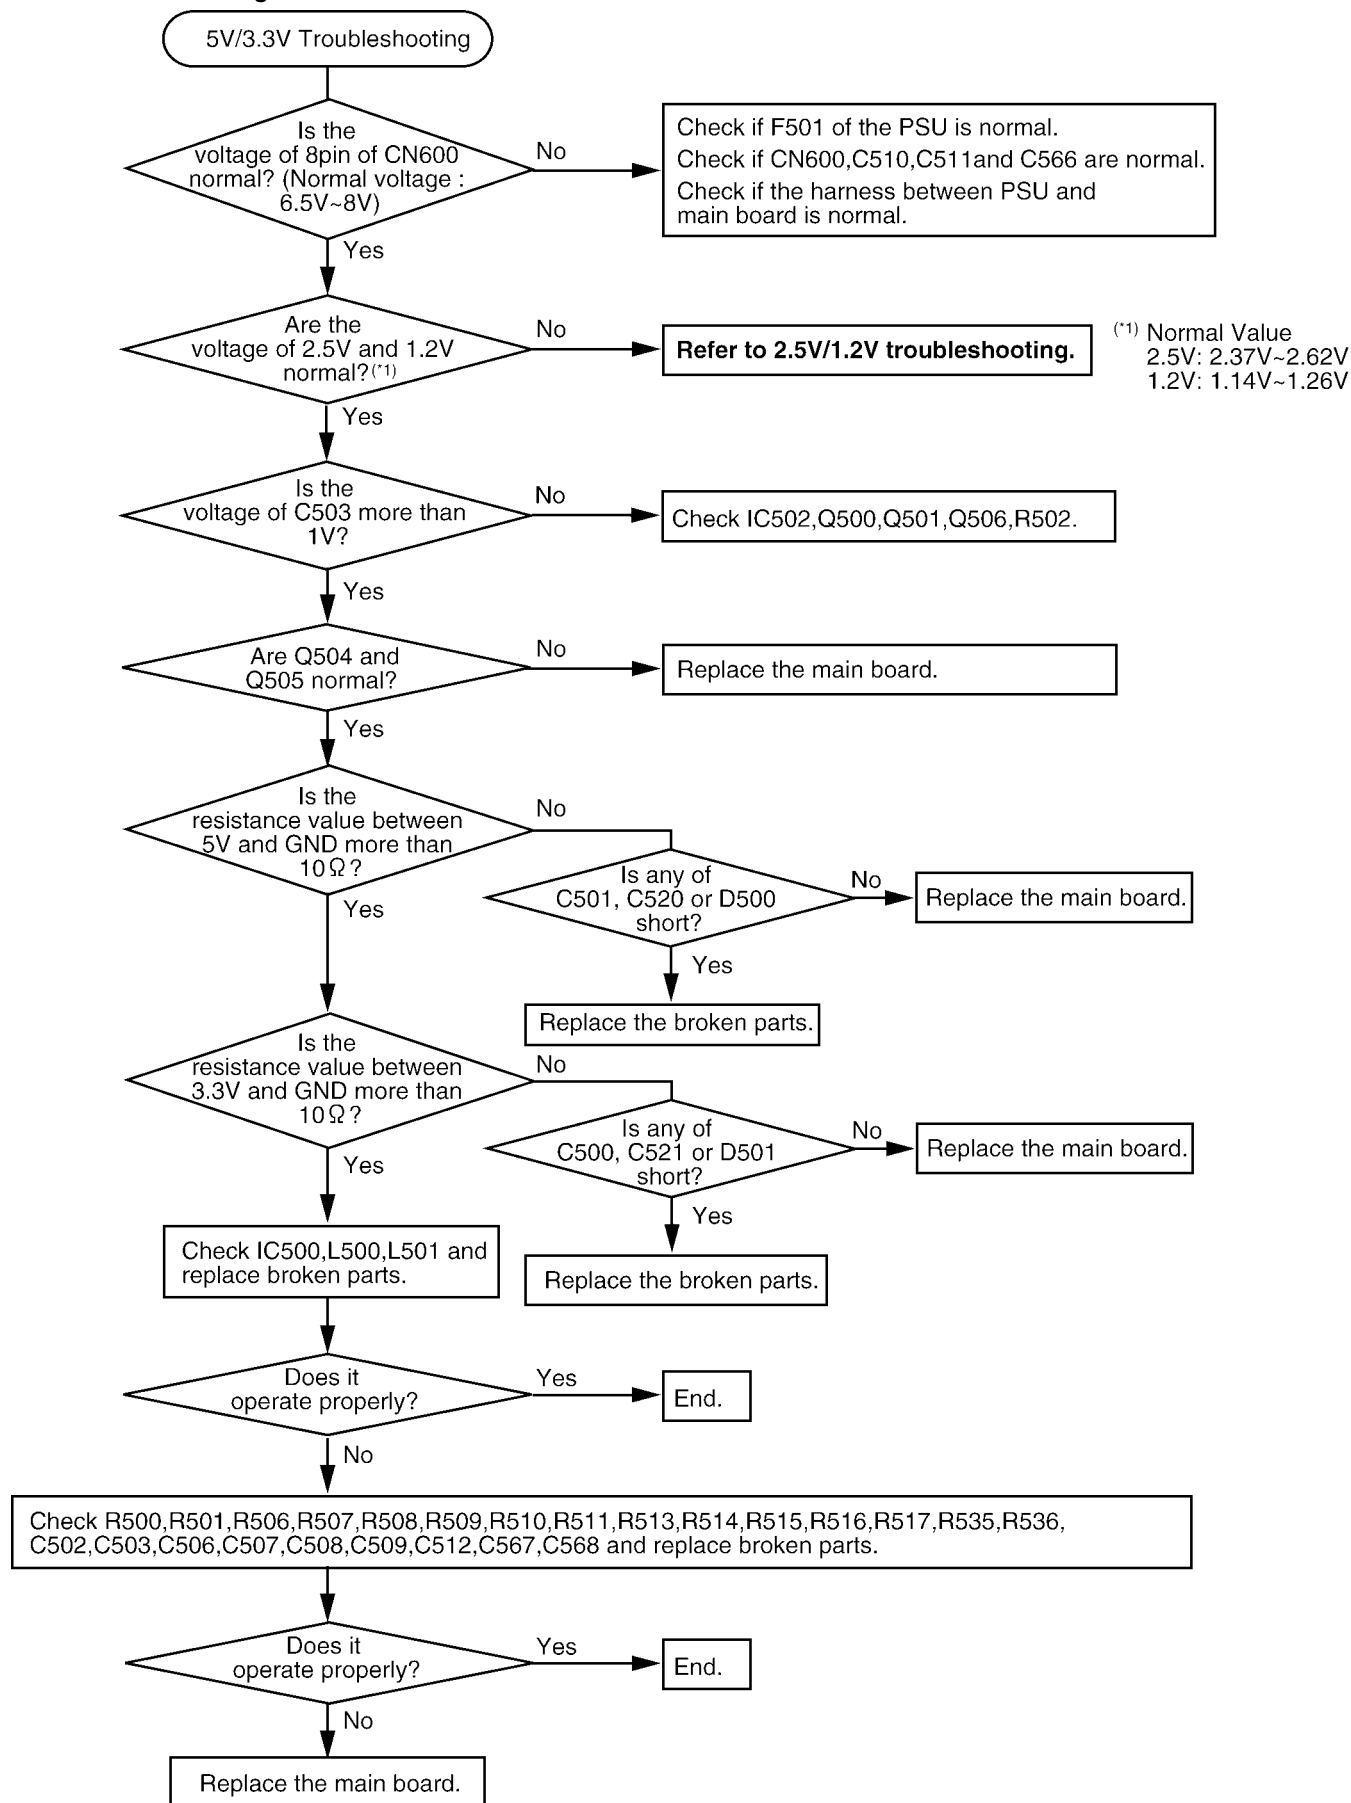 5V/3.3V Troubleshooting
Is the
voltage of 8pin of CN600
normal? (Normal voltage :
6.5V~8V)
No
Check if F501 of the PSU is normal.
Check if CN600,C510,C511and C566 are normal.
Check if the harness between PSU and
main board is normal.
Yes
Are the
voltage of 2.5V and 1.2V
normal?(*1)
No
Refer to 2.5V/1.2V troubleshooting.
(*1) Normal Value
2.5V: 2.37V~2.62V
1.2V: 1.14V~1.26V
Yes
Is the
voltage of C503 more than
1V?
No
Check IC502,Q500,Q501,Q506,R502.
Yes
Are Q504 and
Q505 normal?
No
Replace the main board.
Yes
Is the
resistance value between
5V and GND more than
10Ω?
No
Is any of
C501, C520 or D500
short?
No
Replace the main board.
Yes
Yes
Replace the broken parts.
Is the
resistance value between
3.3V and GND more than
10Ω?
No
Is any of
C500, C521 or D501
short?
No
Replace the main board.
Yes
Yes
Replace the broken parts.
Check IC500,L500,L501 and
replace broken parts.
Does it
operate properly?
Yes
End.
No
Check R500,R501,R506,R507,R508,R509,R510,R511,R513,R514,R515,R516,R517,R535,R536,
C502,C503,C506,C507,C508,C509,C512,C567,C568 and replace broken parts.
Does it
operate properly?
Yes
End.
No
Replace the main board.